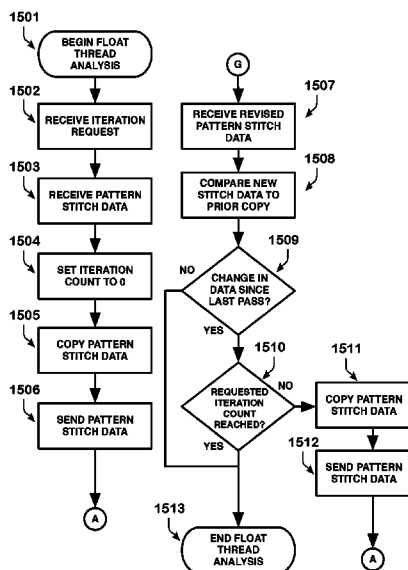 1501
BEGIN FLOAT
THREAD
ANALYSIS
1502
RECEIVE ITERATION
REQUEST
1503
RECEIVE PATTERN
STITCH DATA
1504
SET ITERATION
COUNT TO 0
1505
COPY PATTERN
STITCH DATA
1506
SEND PATTERN
STITCH DATA
A
G
1507
RECEIVE REVISED
PATTERN STITCH
DATA
1508
COMPARE NEW
STITCH DATA TO
PRIOR COPY
1509
NO
CHANGE IN
DATA SINCE
LAST PASS?
YES
1510
REQUESTED
ITERATION
COUNT
REACHED?
NO
YES
1511
COPY PATTERN
STITCH DATA
1512
SEND PATTERN
STITCH DATA
A
1513
END FLOAT
THREAD
ANALYSIS